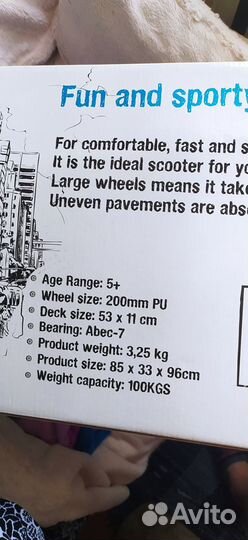 Fun and sporty
For comfortable, fast and s
It is the ideal scooter for yo
Large wheels means it take
Uneven pavements are abs
Age Range: 5+
Wheel size: 200mm PU
Deck size: 53 x 11 cm
Bearing: Abec-7
Product weight: 3,25 kg
Product size: 85 x 33 x 96cm
Weight capacity: 100KGS
Avito